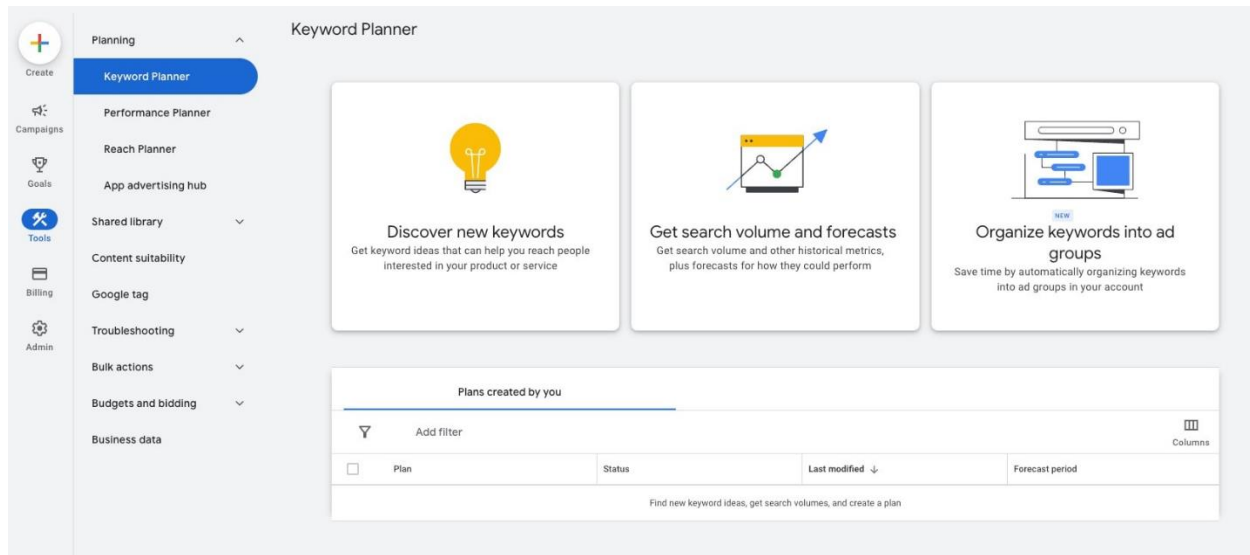 Create
Campaigns
Goals
Tools
Billing
Admin
Planning
Keyword Planner
Performance Planner
Reach Planner
App advertising hub
Shared library
Content suitability
Google tag
Troubleshooting
Bulk actions
Budgets and bidding
Business data
Keyword Planner
Discover new keywords
Get keyword ideas that can help you reach people
interested in your product or service
Get search volume and forecasts
Get search volume and other historical metrics,
plus forecasts for how they could perform
NEW
Organize keywords into ad
groups
Save time by automatically organizing keywords
into ad groups in your account
Plans created by you
Add filter
Columns
Plan Status Last modified Forecast period
Find new keyword ideas, get search volumes, and create a plan